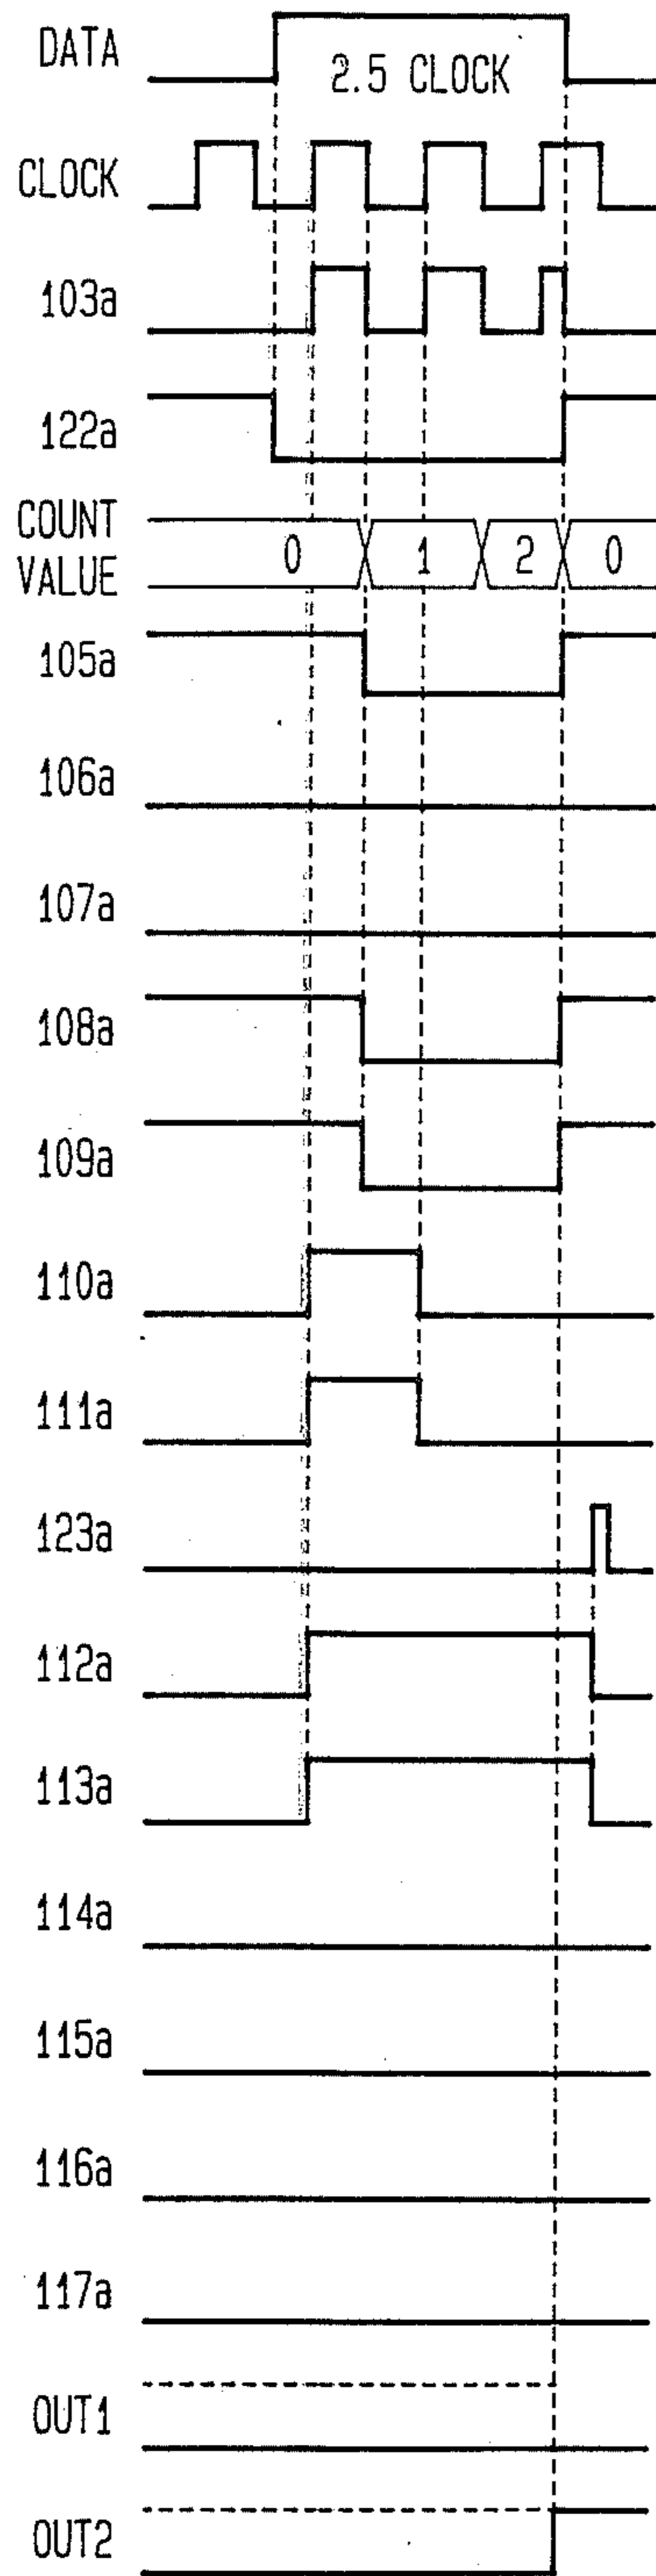 DATA
2.5 CLOCK
CLOCK
103a
122a
COUNT
VALUE
0 1 2 0
105a
106a
107a
108a
109a
110a
111a
123a
112a
113a
114a
115a
116a
117a
OUT1
OUT2